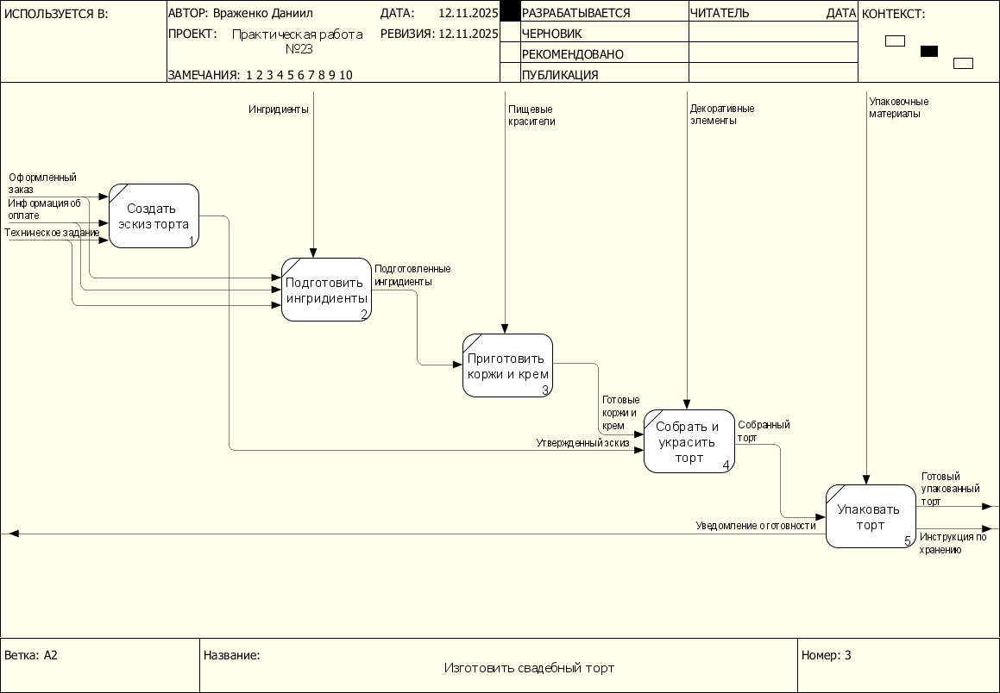 ИСПОЛЬЗУЕТСЯ В:
АВТОР: Враженко Даниил
ДАТА: 12.11.2025
ПРОЕКТ: Практическая работа
№23
РЕВИЗИЯ: 12.11.2025
ЗАМЕЧАНИЯ: 1 2 3 4 5 6 7 8 9 10
РАЗРАБАТЫВАЕТСЯ
ЧЕРНОВИК
РЕКОМЕНДОВАНО
ПУБЛИКАЦИЯ
ЧИТАТЕЛЬ ДАТА
КОНТЕКСТ:
Ингридиенты
Пищевые
красители
Декоративные
элементы
Упаковочные
материалы
Оформленный
заказ
Информация об
оплате
Техническое задание
Создать
эскиз торта
1
Подготовить
ингридиенты
2
Подготовленные
ингридиенты
Приготовить
коржи и крем
3
Готовые
коржи и
крем
Утвержденный эскиз
Собрать и
украсить
торт
4
Собранный
торт
Упаковать
торт
5
Готовый
упакованный
торт
Уведомление о готовности
Инструкция по
хранению
Ветка: A2
Название:
Изготовить свадебный торт
Номер: 3